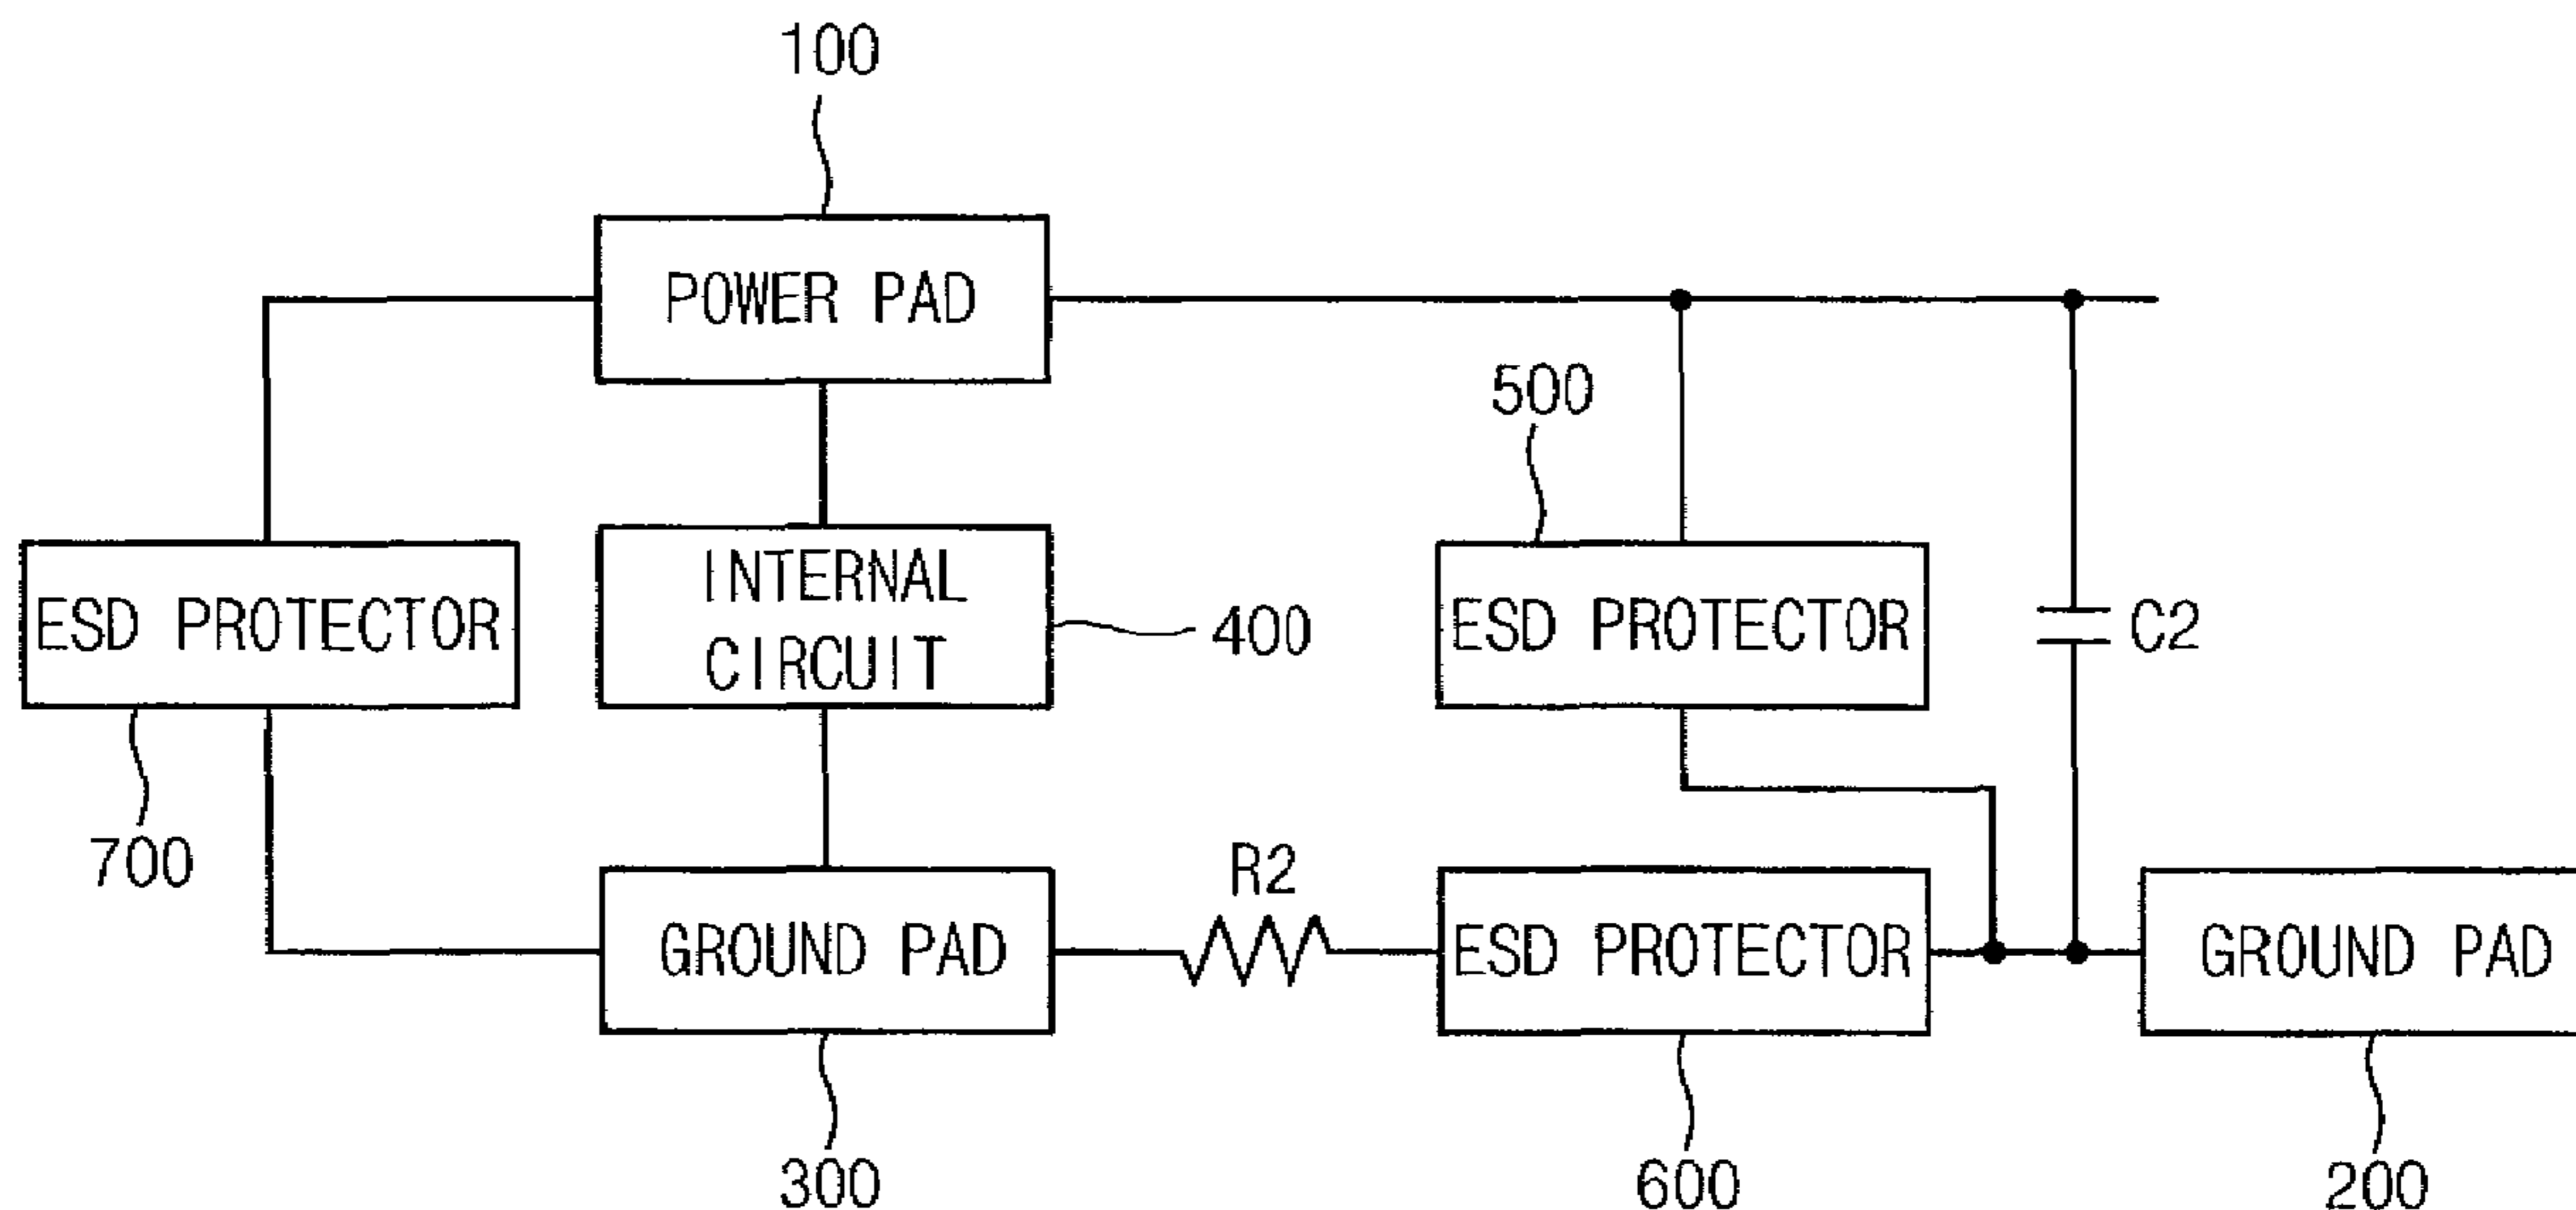 100
POWER PAD
500
ESD PROTECTOR
INTERNAL
CIRCUIT
400
ESD PROTECTOR
C2
700
R2
GROUND PAD
ESD PROTECTOR
GROUND PAD
300
600
200